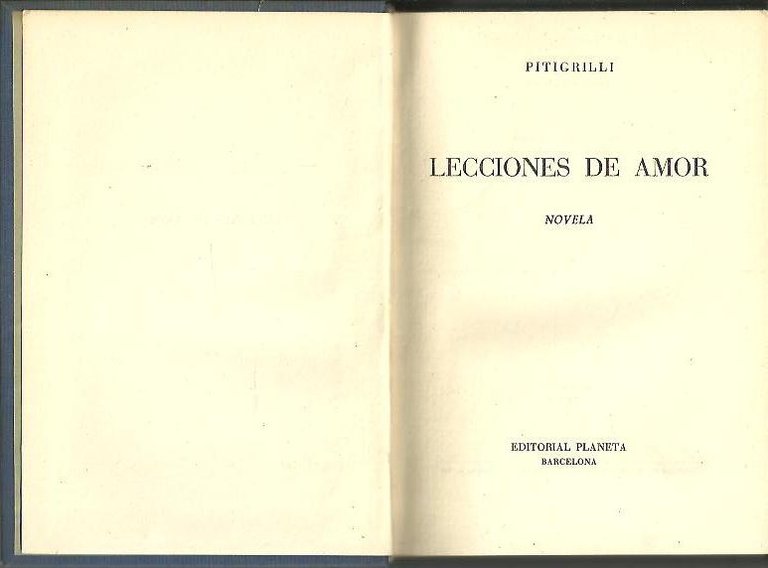 PITIGRILLI
LECCIONES DE AMOR
NOVELA
EDITORIAL PLANETA
BARCELONA